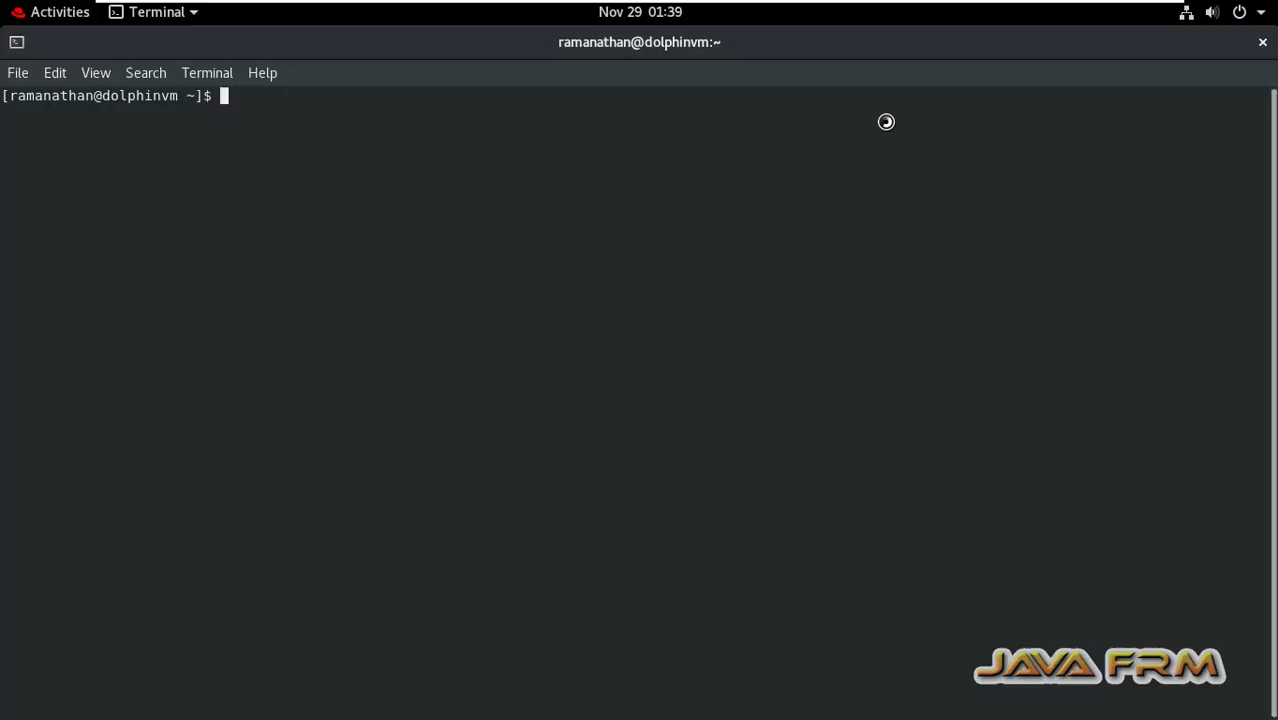 Activities Terminal Nov 29 01:39
ramanathan@dolphinvm:~
File Edit View Search Terminal Help
[ramanathan@dolphinvm ~]$
JAVA FRM